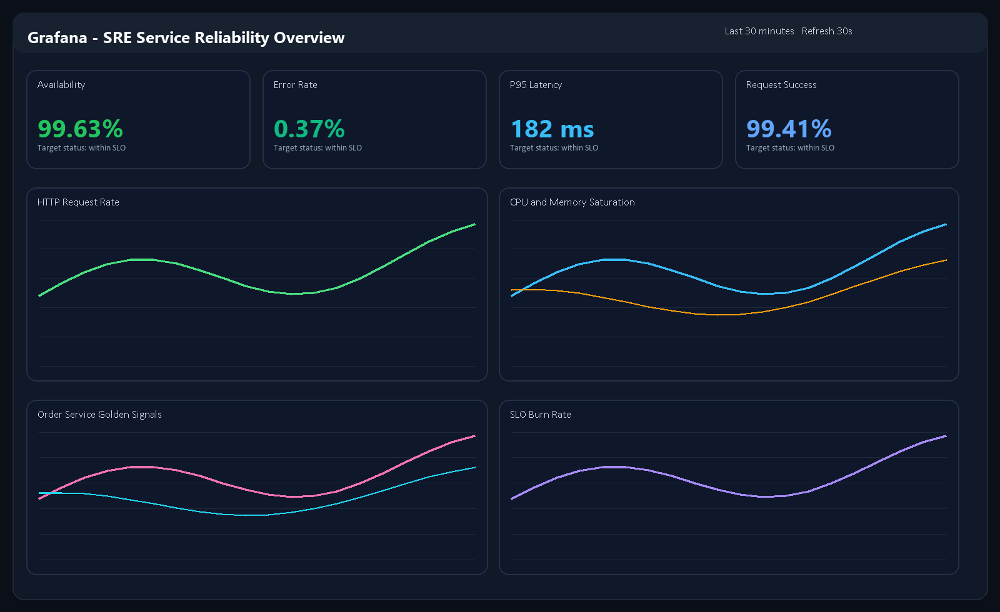 Grafana - SRE Service Reliability Overview
Last 30 minutes   Refresh 30s
Availability
99.63%
Target status: within SLO
Error Rate
0.37%
Target status: within SLO
P95 Latency
182 ms
Target status: within SLO
Request Success
99.41%
Target status: within SLO
HTTP Request Rate
CPU and Memory Saturation
Order Service Golden Signals
SLO Burn Rate